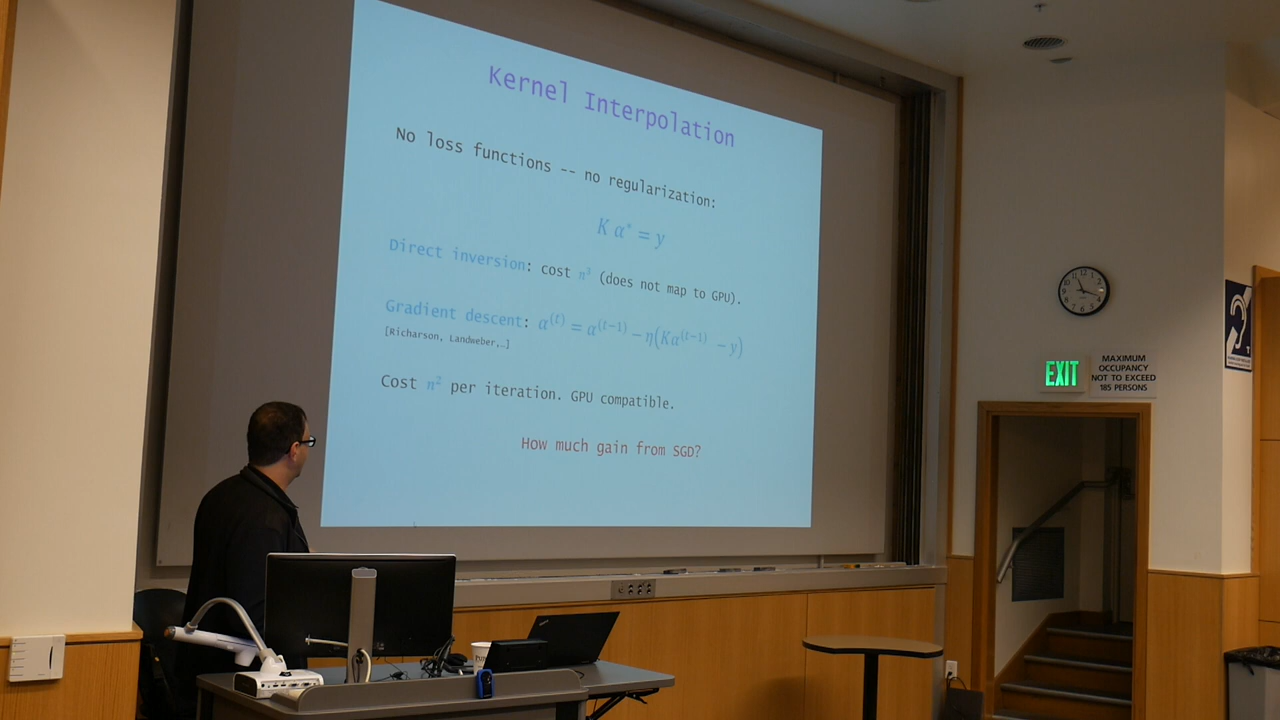 Kernel Interpolation
No loss functions -- no regularization:
K α* = y
Direct inversion: cost n³ (does not map to GPU).
Gradient descent: α⁽ᵗ⁾ = α⁽ᵗ⁻¹⁾ − η(Kα⁽ᵗ⁻¹⁾ − y)
[Richarson, Landweber,…]
Cost n² per iteration. GPU compatible.
How much gain from SGD?
EXIT
MAXIMUM
OCCUPANCY
NOT TO EXCEED
185 PERSONS